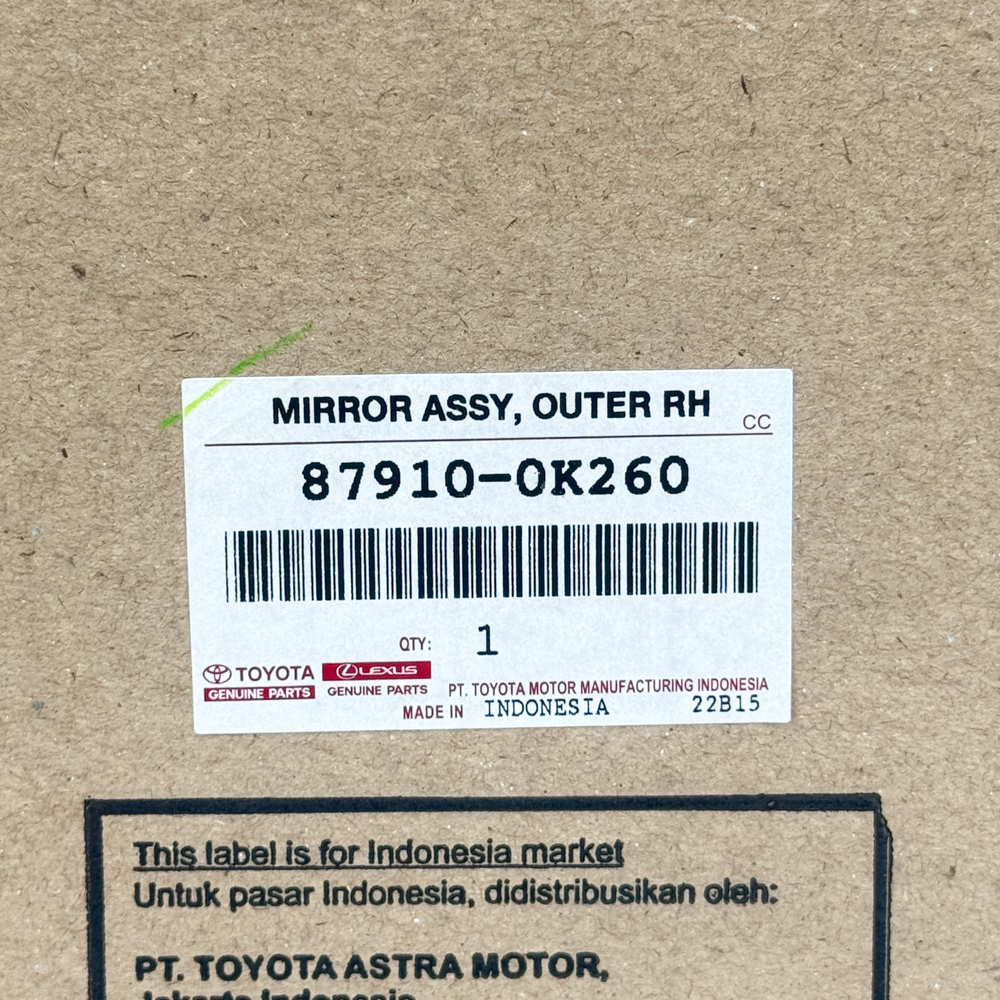 MIRROR ASSY, OUTER RH
CC
87910-0K260
QTY: 1
TOYOTA LEXUS
GENUINE PARTS GENUINE PARTS PT. TOYOTA MOTOR MANUFACTURING INDONESIA
MADE IN INDONESIA 22B15
This label is for Indonesia market
Untuk pasar Indonesia, didistribusikan oleh:
PT. TOYOTA ASTRA MOTOR,
Jakarta Indonesia